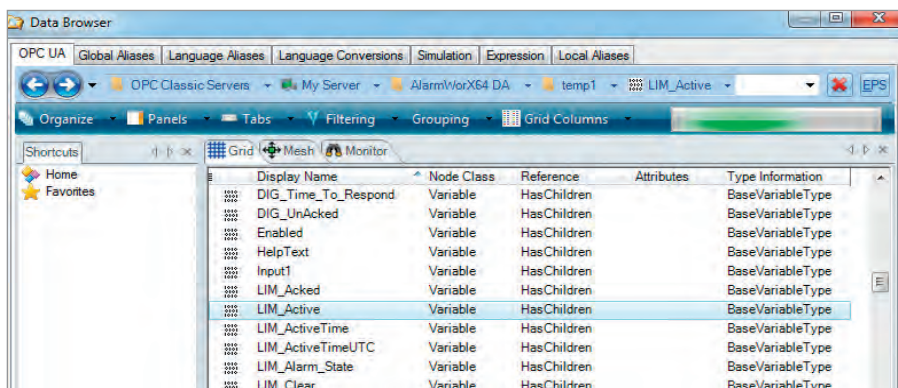 Data Browser
OPC UA Global Aliases Language Aliases Language Conversions Simulation Expression Local Aliases
OPC Classic Servers My Server AlarmWorX64 DA temp1 LIM_Active EPS
Organize Panels Tabs Filtering Grouping Grid Columns
Shortcuts Grid Mesh Monitor
Home Display Name Node Class Reference Attributes Type Information
Favorites DIG_Time_To_Respond Variable HasChildren BaseVariableType
DIG_UnAcked Variable HasChildren BaseVariableType
Enabled Variable HasChildren BaseVariableType
HelpText Variable HasChildren BaseVariableType
Input1 Variable HasChildren BaseVariableType
LIM_Acked Variable HasChildren BaseVariableType
LIM_Active Variable HasChildren BaseVariableType
LIM_ActiveTime Variable HasChildren BaseVariableType
LIM_ActiveTimeUTC Variable HasChildren BaseVariableType
LIM_Alarm_State Variable HasChildren BaseVariableType
LIM_Clear Variable HasChildren BaseVariableType